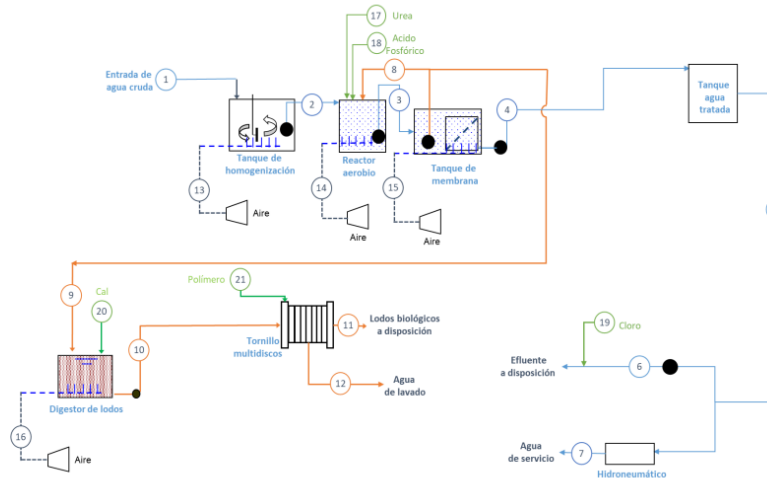 17
Urea
18
Acido
Fosfórico
Entrada de
agua cruda
1
8
2
3
4
Tanque
agua
tratada
Tanque de
homogenización
Reactor
aerobio
Tanque de
membrana
13
14
15
Aire
Aire
Aire
9
Cal
20
Polímero
21
10
11
Lodos biológicos
a disposición
Tornillo
multidiscos
12
Agua
de lavado
Digestor de lodos
16
Aire
19
Cloro
Efluente
a disposición
6
Agua
de servicio
7
Hidroneumático